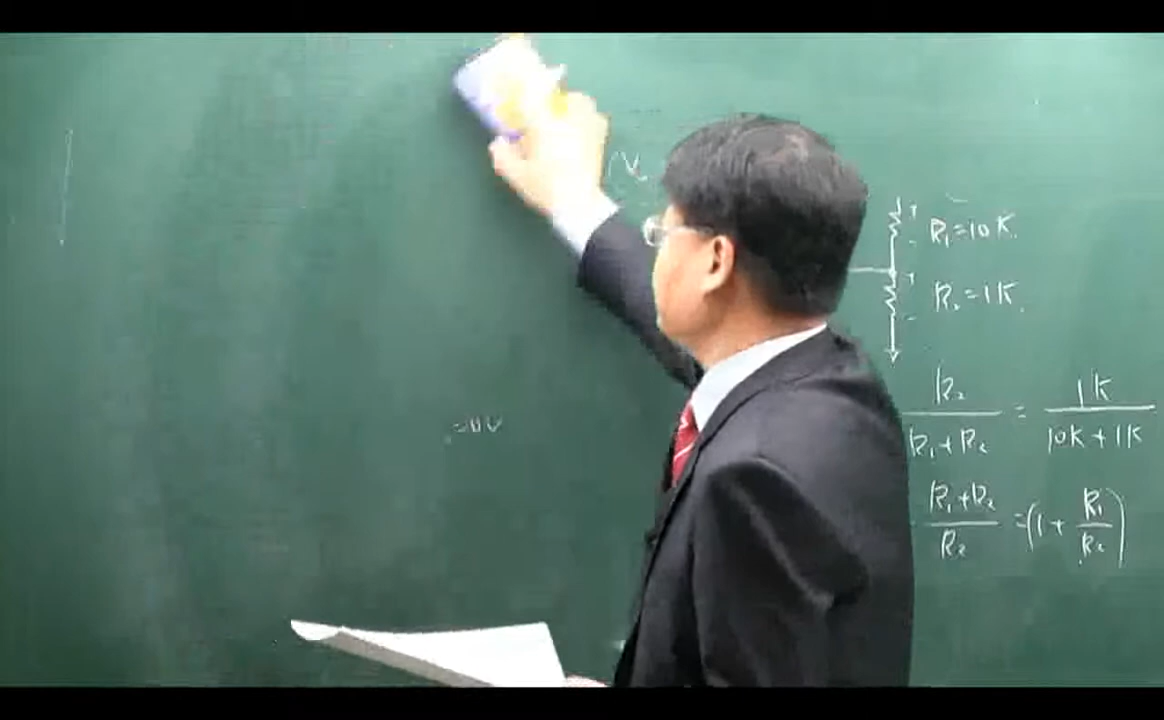 (V
+
R₁=10K.
-
+
R₂=1K.
-
R₂/(R₁+R₂) = 1K/(10K+1K)
(R₁+R₂)/R₂ = (1+R₁/R₂)